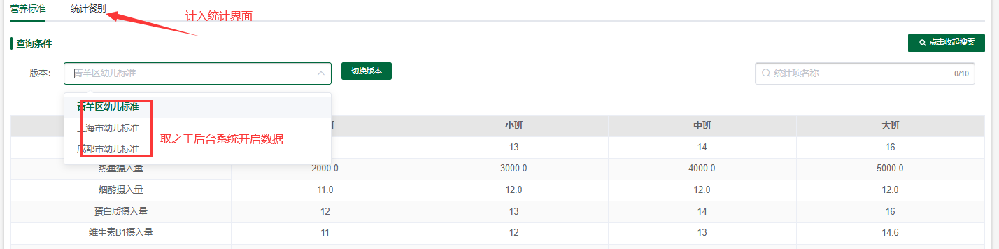 营养标准 统计餐别
计入统计界面
查询条件 点击收起搜索
版本： 青羊区幼儿标准 切换版本 统计项名称 0/10
青羊区幼儿标准
班 小班 中班 大班
上海市幼儿标准
取之于后台系统开启数据
成都市幼儿标准 13 14 16
热量摄入量 2000.0 3000.0 4000.0 5000.0
烟酸摄入量 11.0 12.0 12.0 12.0
蛋白质摄入量 12 13 14 16
维生素B1摄入量 11 12 13 14.6